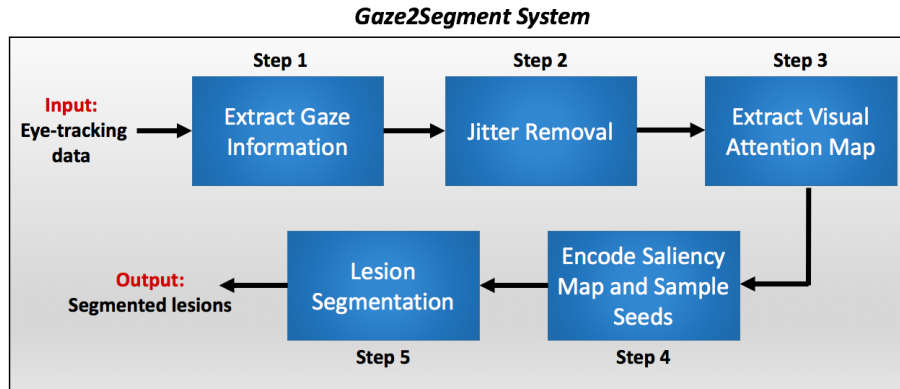 Gaze2Segment System
Step 1
Step 2
Step 3
Input:
Eye-tracking
data
Extract Gaze
Information
Jitter Removal
Extract Visual
Attention Map
Encode Saliency
Map and Sample
Seeds
Step 4
Lesion
Segmentation
Step 5
Output:
Segmented lesions